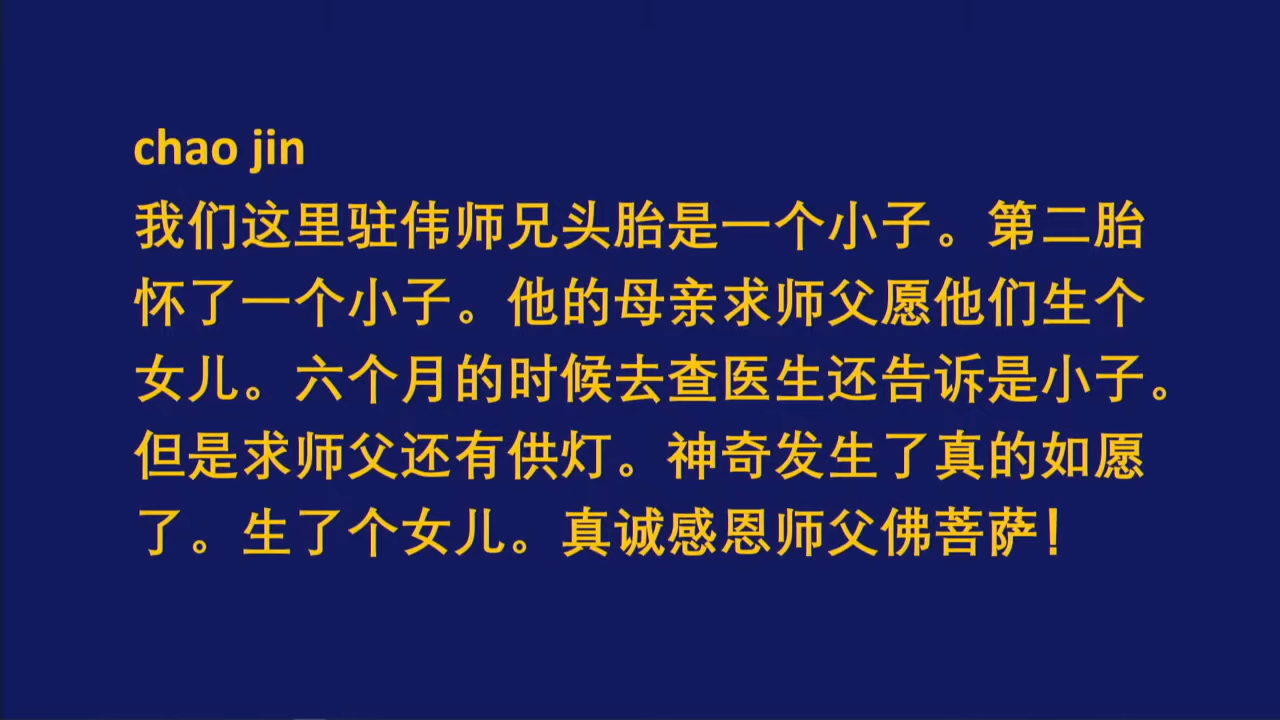 chao jin
我们这里驻伟师兄头胎是一个小子。第二胎
怀了一个小子。他的母亲求师父愿他们生个
女儿。六个月的时候去查医生还告诉是小子。
但是求师父还有供灯。神奇发生了真的如愿
了。生了个女儿。真诚感恩师父佛菩萨！